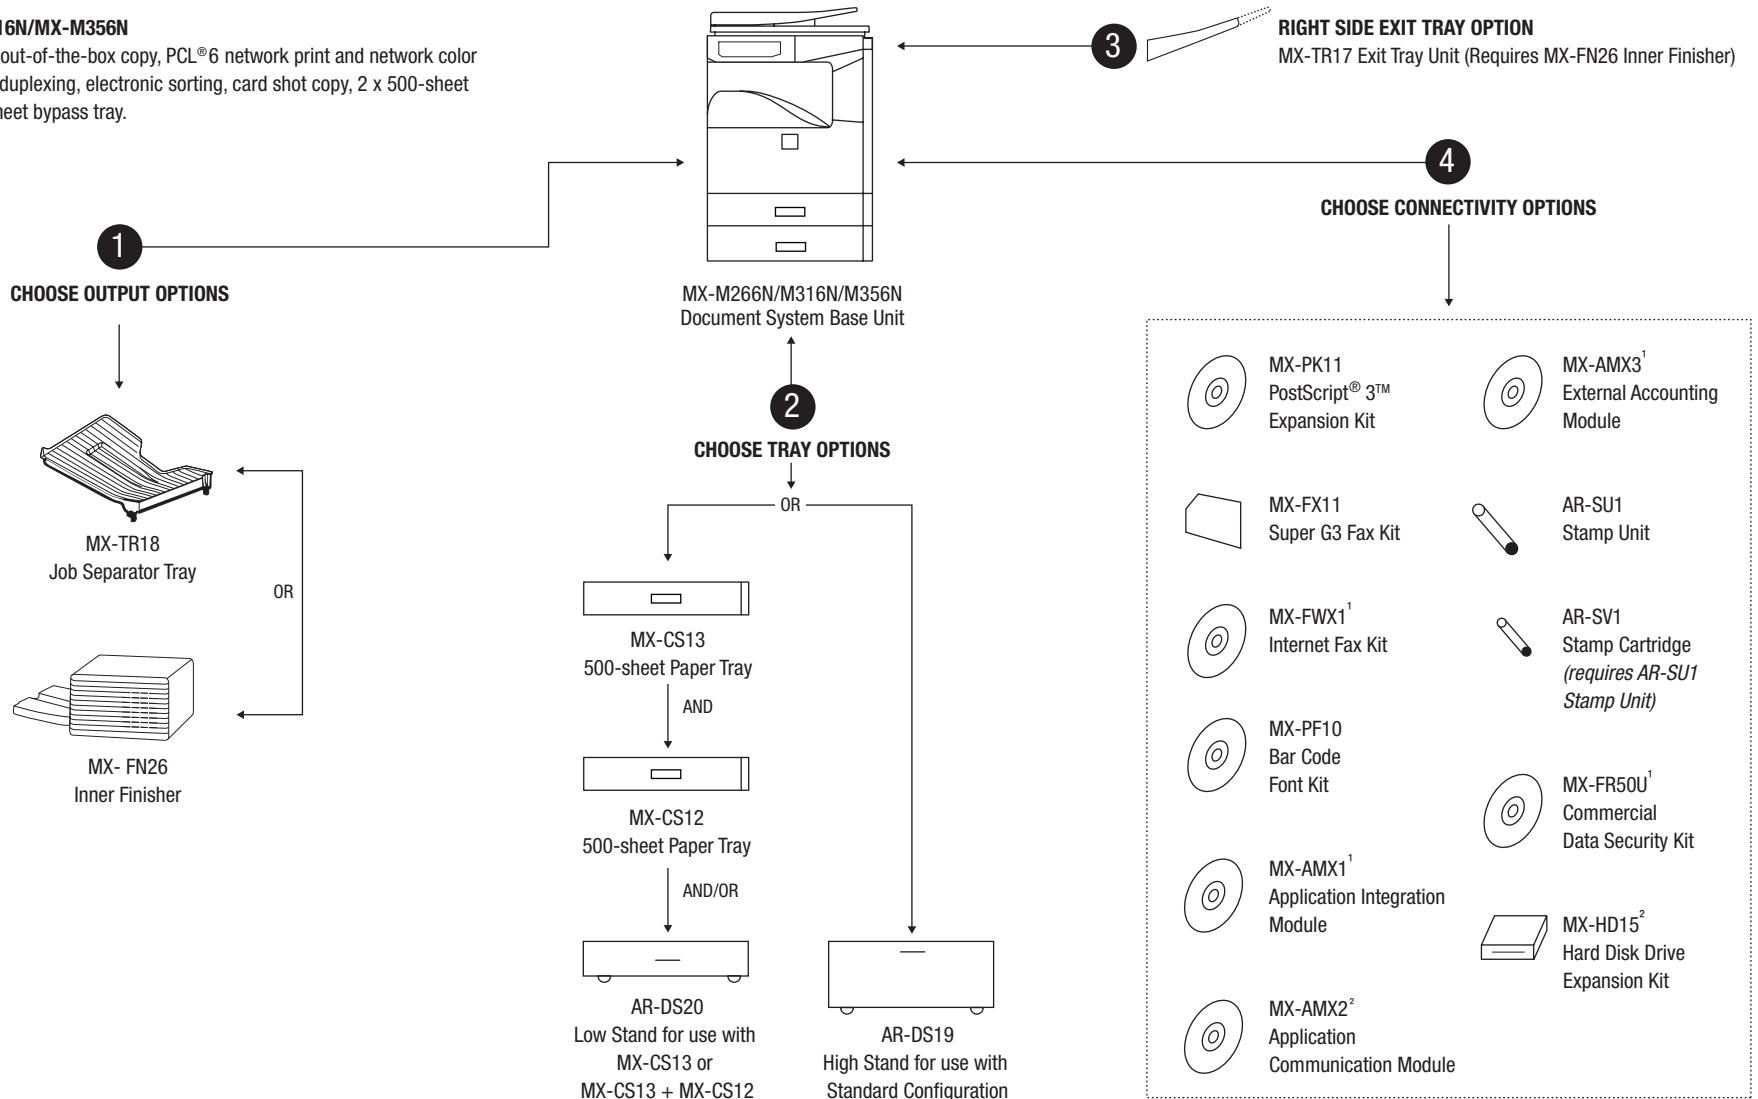 16N/MX-M356N
out-of-the-box copy, PCL®6 network print and network color
duplexing, electronic sorting, card shot copy, 2 x 500-sheet
bypass tray.
3
RIGHT SIDE EXIT TRAY OPTION
MX-TR17 Exit Tray Unit (Requires MX-FN26 Inner Finisher)
1
CHOOSE OUTPUT OPTIONS
MX-TR18
Job Separator Tray
OR
MX- FN26
Inner Finisher
MX-M266N/M316N/M356N
Document System Base Unit
2
CHOOSE TRAY OPTIONS
OR
MX-CS13
500-sheet Paper Tray
AND
MX-CS12
500-sheet Paper Tray
AND/OR
AR-DS20
Low Stand for use with
MX-CS13 or
MX-CS13 + MX-CS12
AR-DS19
High Stand for use with
Standard Configuration
4
CHOOSE CONNECTIVITY OPTIONS
MX-PK11
PostScript® 3™
Expansion Kit
MX-FX11
Super G3 Fax Kit
MX-FWX1¹
Internet Fax Kit
MX-PF10
Bar Code
Font Kit
MX-AMX1¹
Application Integration
Module
MX-AMX2²
Application
Communication Module
MX-AMX3¹
External Accounting
Module
AR-SU1
Stamp Unit
AR-SV1
Stamp Cartridge
(requires AR-SU1
Stamp Unit)
MX-FR50U¹
Commercial
Data Security Kit
MX-HD15²
Hard Disk Drive
Expansion Kit